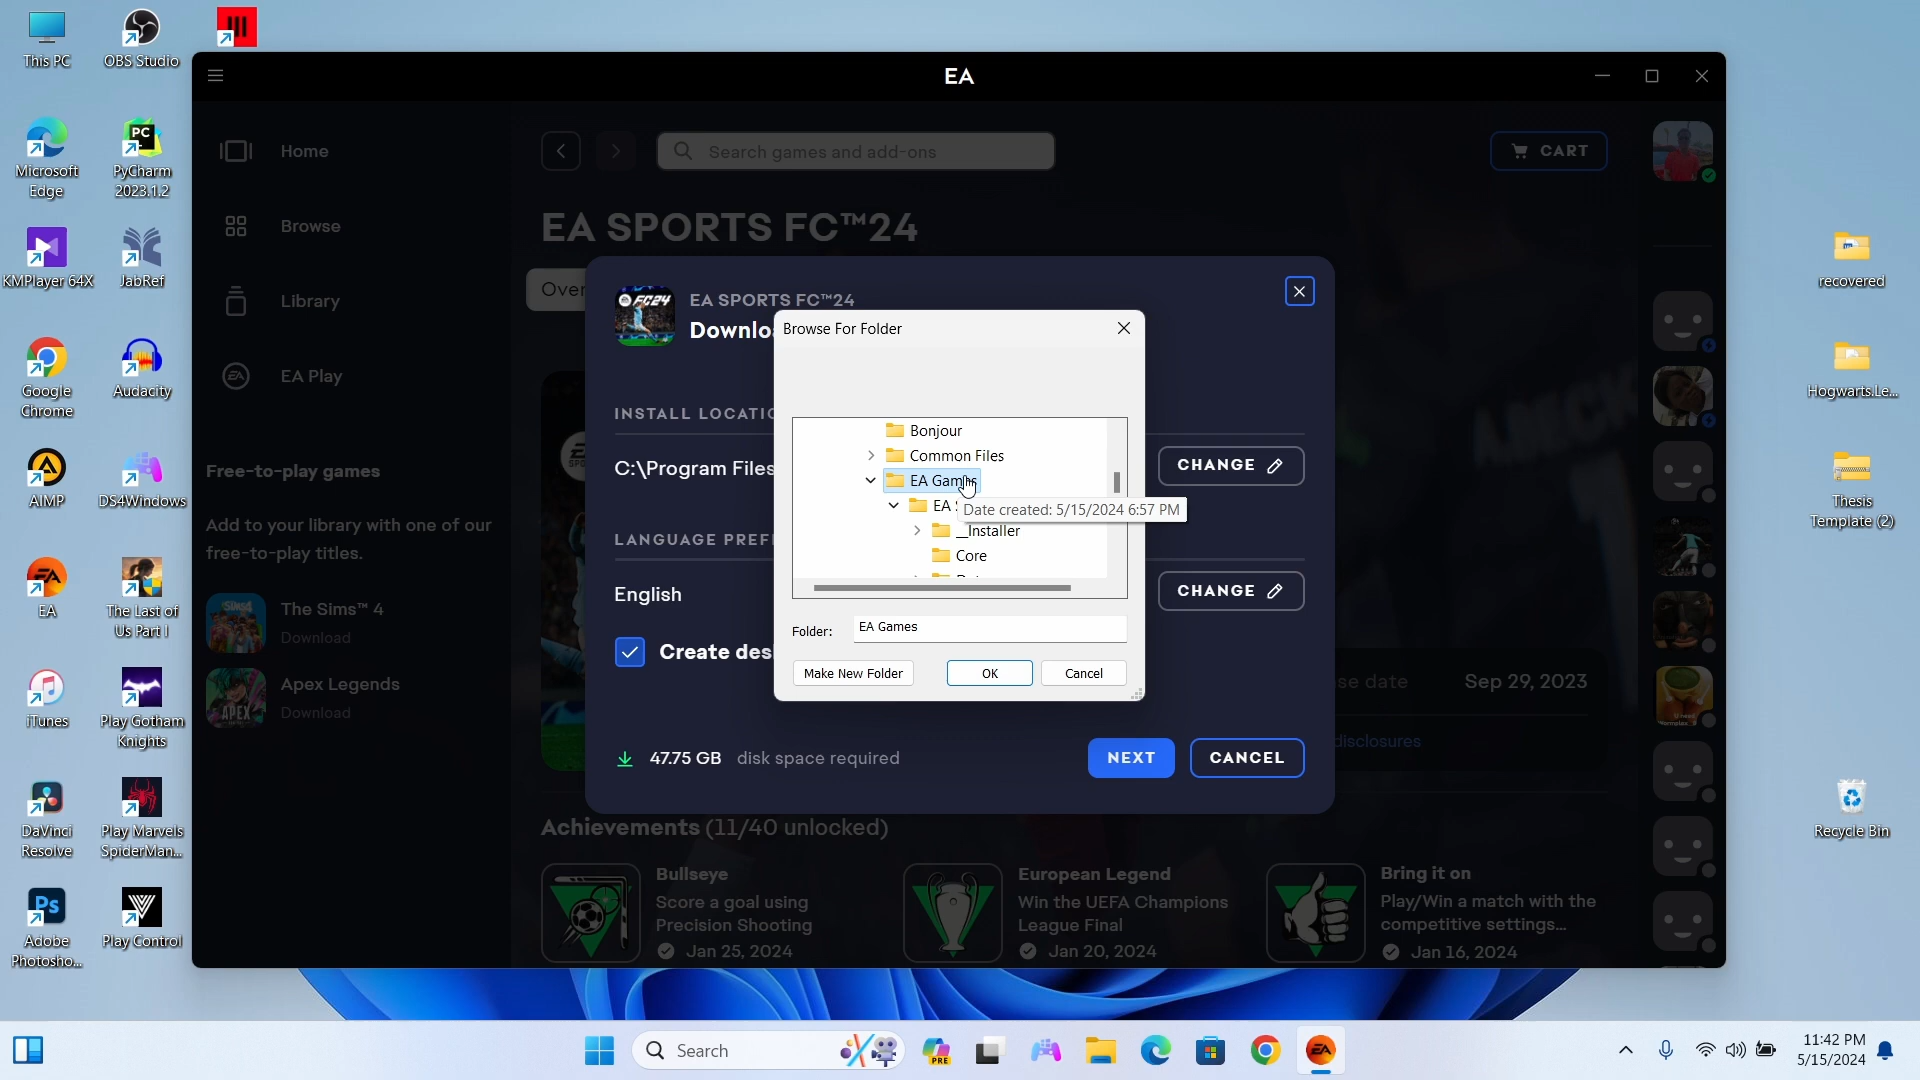 This PC
OBS Studio
Microsoft
Edge
PyCharm
2023.1.2
KMPlayer 64X
JabRef
Google
Chrome
Audacity
AIMP
DS4Windows
EA
The Last of
Us Part I
iTunes
Play Gotham
Knights
DaVinci
Resolve
Play Marvels
SpiderMan...
Adobe
Photosho...
Play Control
EA
Home
Browse
Library
EA Play
Free-to-play games
Add to your library with one of our
free-to-play titles.
The Sims™ 4
Download
Apex Legends
Download
Search games and add-ons
CART
EA SPORTS FC™24
Over
EA SPORTS FC™24
Downloa
INSTALL LOCATIO
C:\Program Files
CHANGE
LANGUAGE PREF
English
CHANGE
Create des
47.75 GB disk space required
NEXT
CANCEL
Browse For Folder
Bonjour
Common Files
EA Games
EA
Date created: 5/15/2024 6:57 PM
__Installer
Core
Folder:
EA Games
Make New Folder
OK
Cancel
se date
Sep 29, 2023
disclosures
Achievements (11/40 unlocked)
Bullseye
Score a goal using
Precision Shooting
Jan 25, 2024
European Legend
Win the UEFA Champions
League Final
Jan 20, 2024
Bring it on
Play/Win a match with the
competitive settings...
Jan 16, 2024
recovered
Hogwarts.Le...
Thesis
Template (2)
Recycle Bin
Search
11:42 PM
5/15/2024